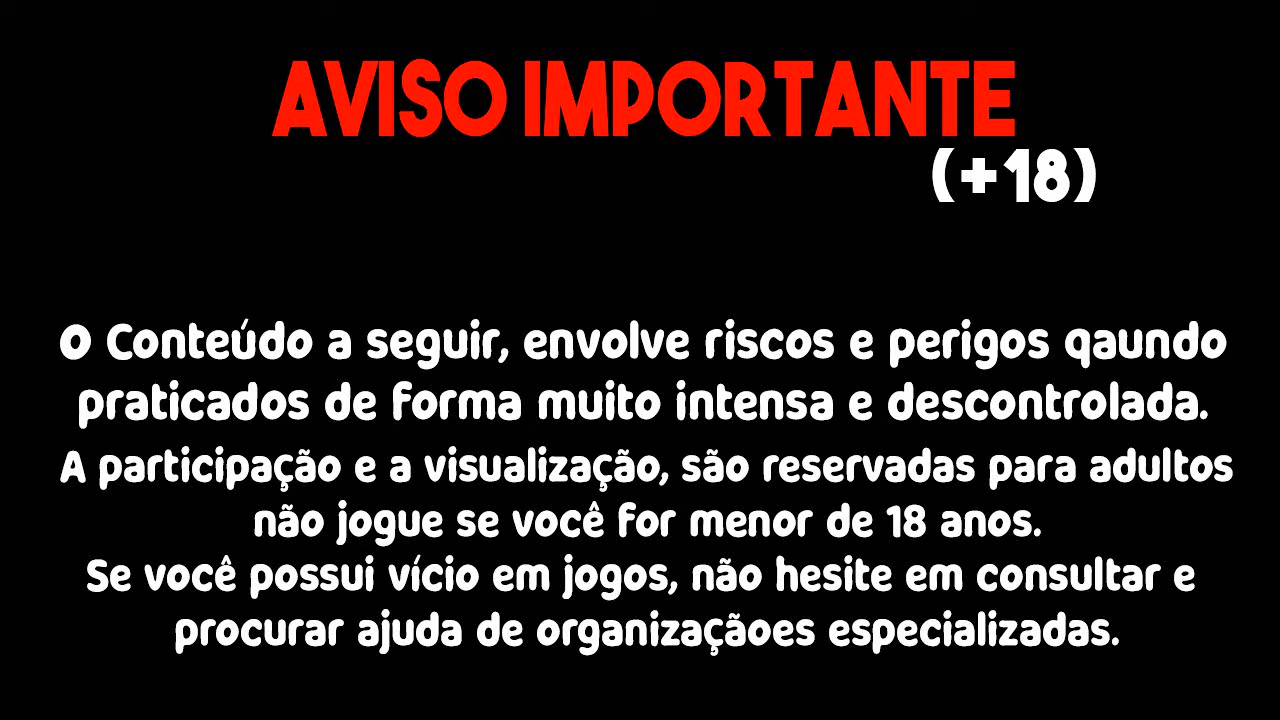 AVISO IMPORTANTE
(+18)
O Conteúdo a seguir, envolve riscos e perigos qaundo
praticados de forma muito intensa e descontrolada.
A participação e a visualização, são reservadas para adultos
não jogue se você for menor de 18 anos.
Se você possui vício em jogos, não hesite em consultar e
procurar ajuda de organizaçãoes especializadas.